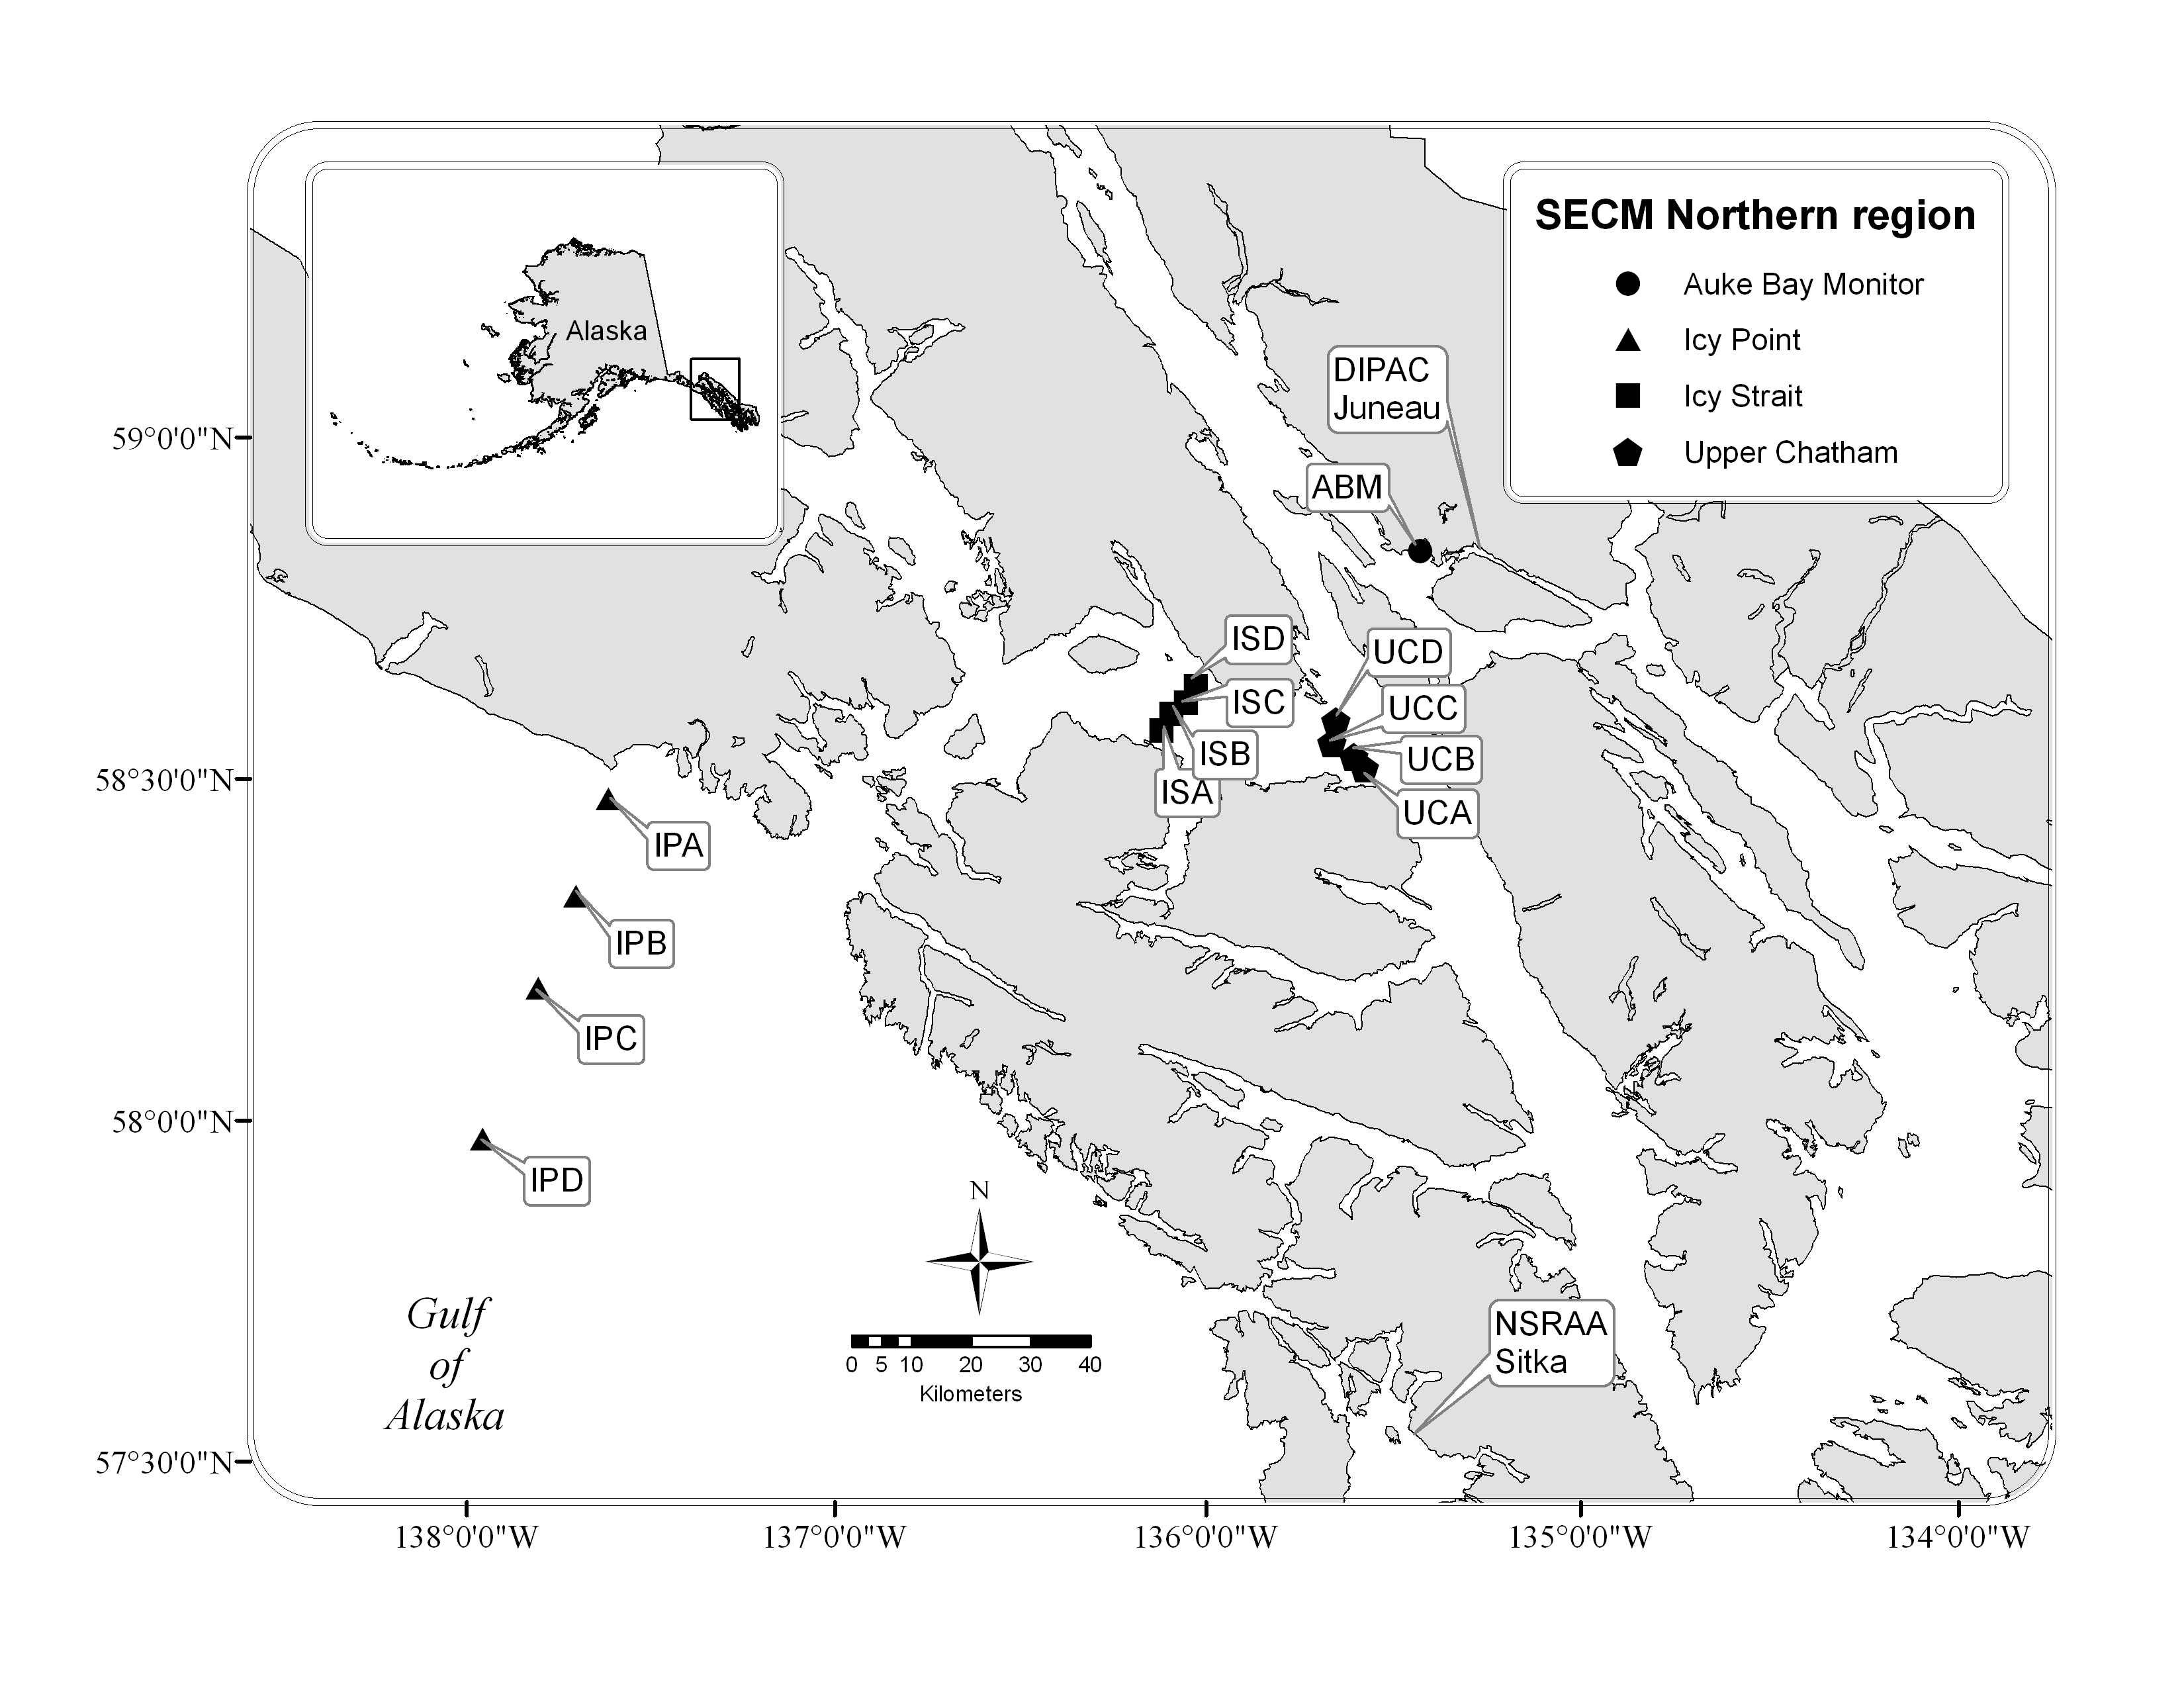 SECM Northern region
Auke Bay Monitor
Icy Point
Icy Strait
Upper Chatham
Alaska
DIPAC
Juneau
ABM
59°0'0"N
ISD
UCD
ISC
UCC
ISB
UCB
ISA
UCA
58°30'0"N
IPA
IPB
IPC
58°0'0"N
IPD
N
Gulf
of
Alaska
0 5 10 20 30 40
Kilometers
NSRAA
Sitka
57°30'0"N
138°0'0"W 137°0'0"W 136°0'0"W 135°0'0"W 134°0'0"W